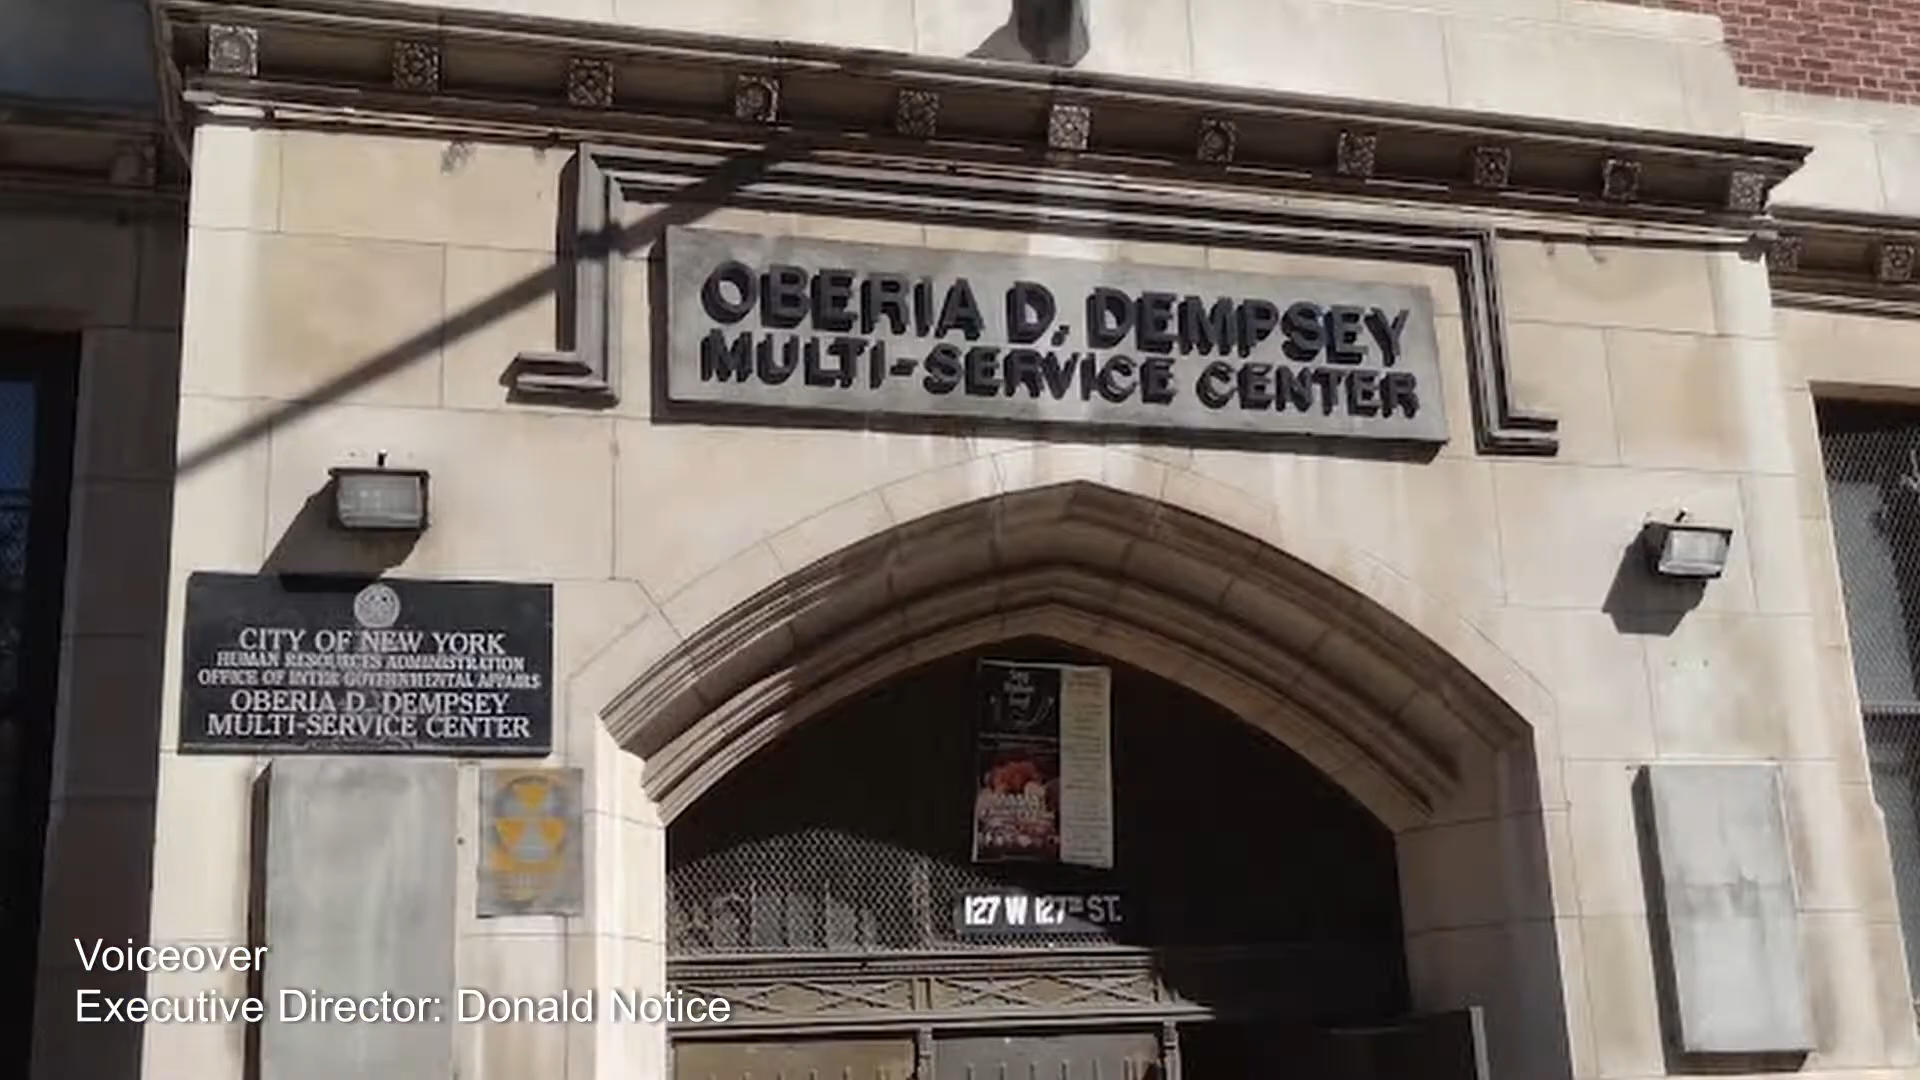 OBERIA D. DEMPSEY
MULTI-SERVICE CENTER
CITY OF NEW YORK
HUMAN RESOURCES ADMINISTRATION
OFFICE OF INTER GOVERNMENTAL AFFAIRS
OBERIA D. DEMPSEY
MULTI-SERVICE CENTER
127 W 127TH ST.
Voiceover
Executive Director: Donald Notice